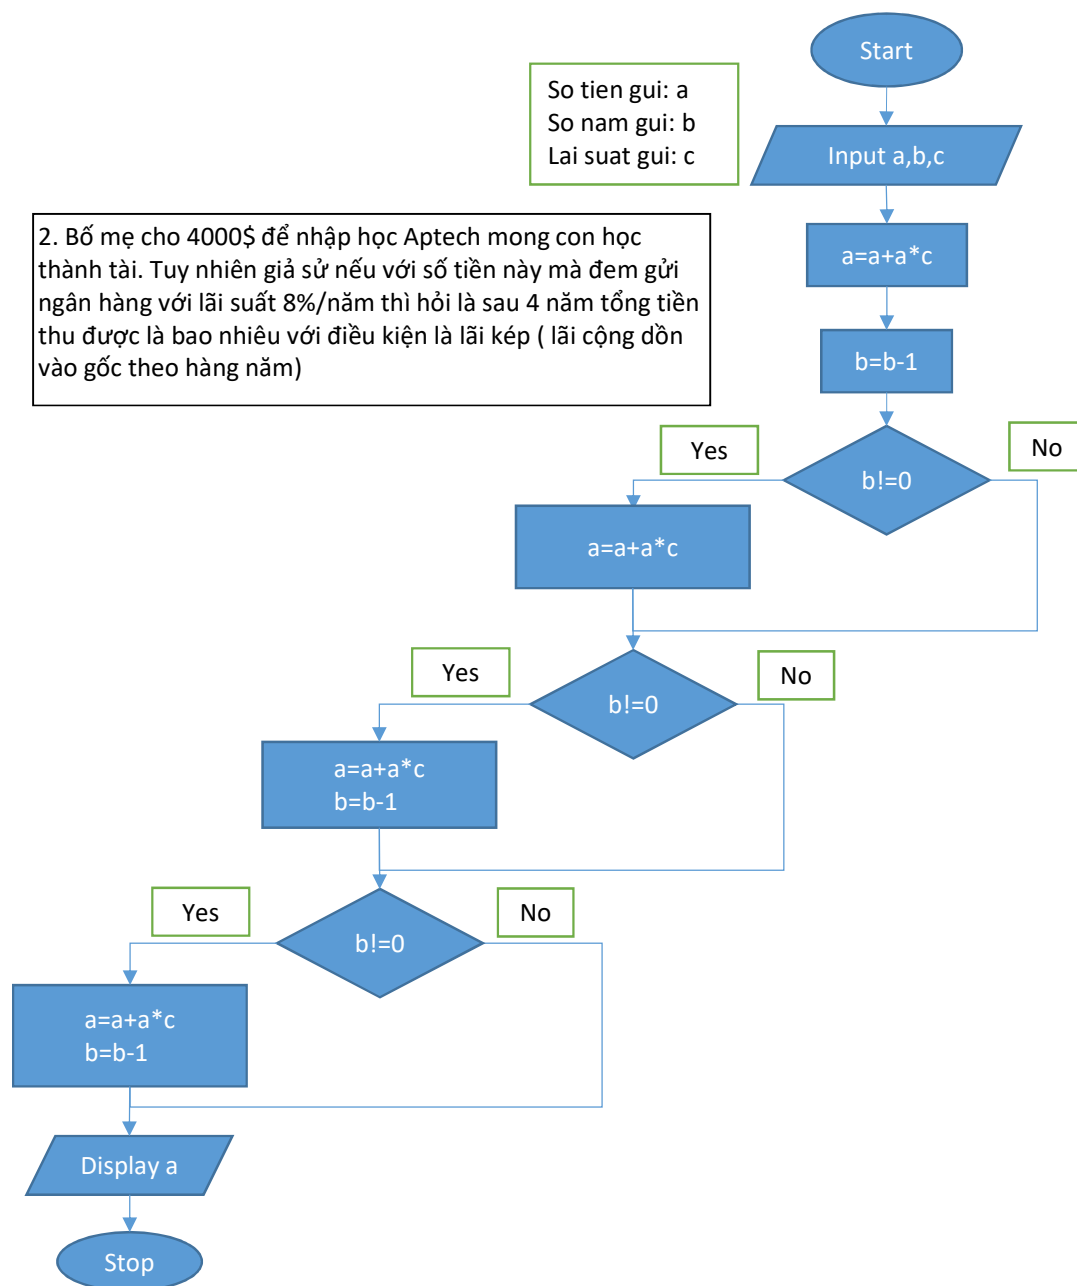 Start
So tien gui: a
So nam gui: b
Lai suat gui: c
Input a,b,c
2. Bố mẹ cho 4000$ để nhập học Aptech mong con học
thành tài. Tuy nhiên giả sử nếu với số tiền này mà đem gửi
ngân hàng với lãi suất 8%/năm thì hỏi là sau 4 năm tổng tiền
thu được là bao nhiêu với điều kiện là lãi kép ( lãi cộng dồn
vào gốc theo hàng năm)
a=a+a*c
b=b-1
Yes
No
b!=0
a=a+a*c
Yes
No
b!=0
a=a+a*c
b=b-1
Yes
No
b!=0
a=a+a*c
b=b-1
Display a
Stop